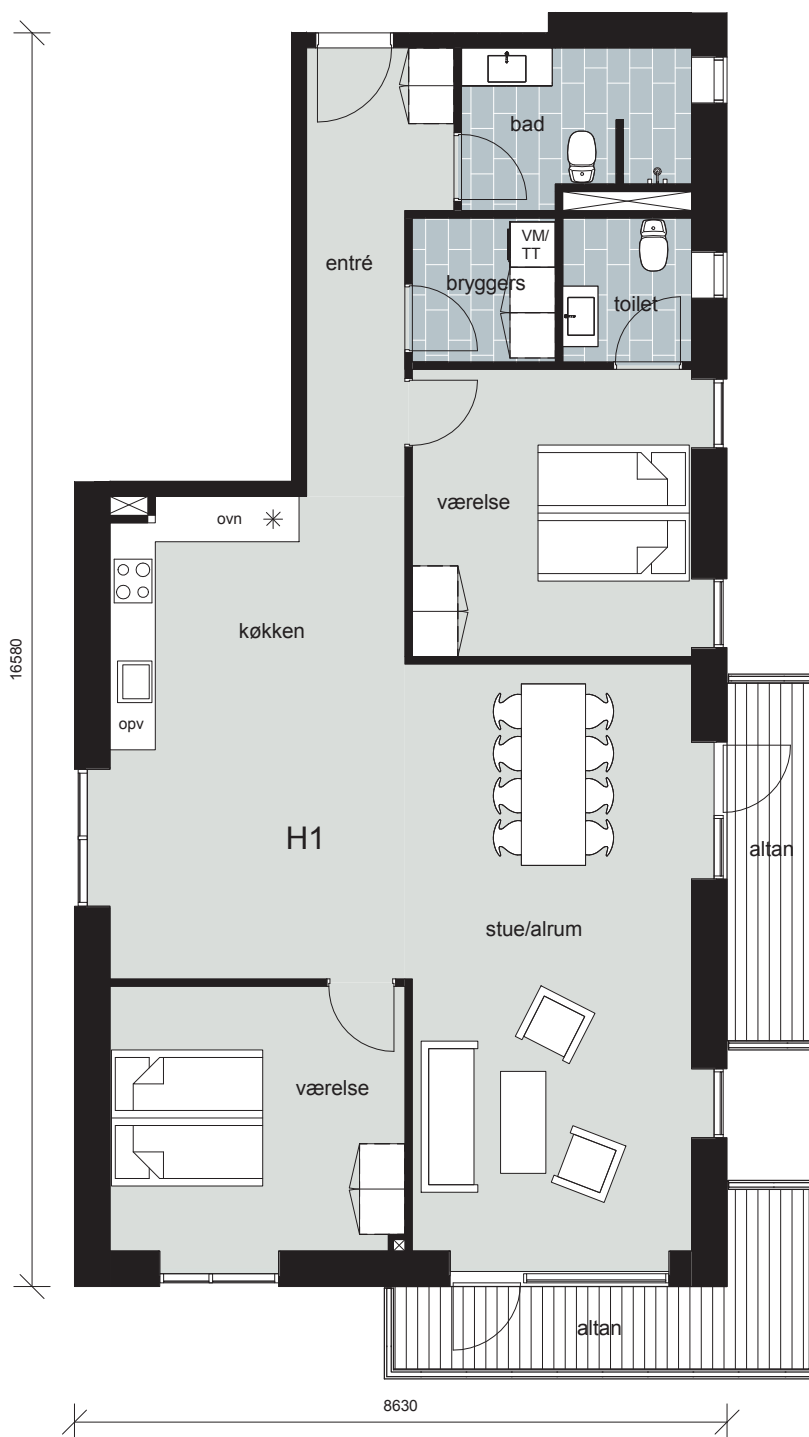 bad
VM/
TT
entré
bryggers
toilet
værelse
ovn
køkken
16580
opv
H1
altan
stue/alrum
værelse
altan
8630